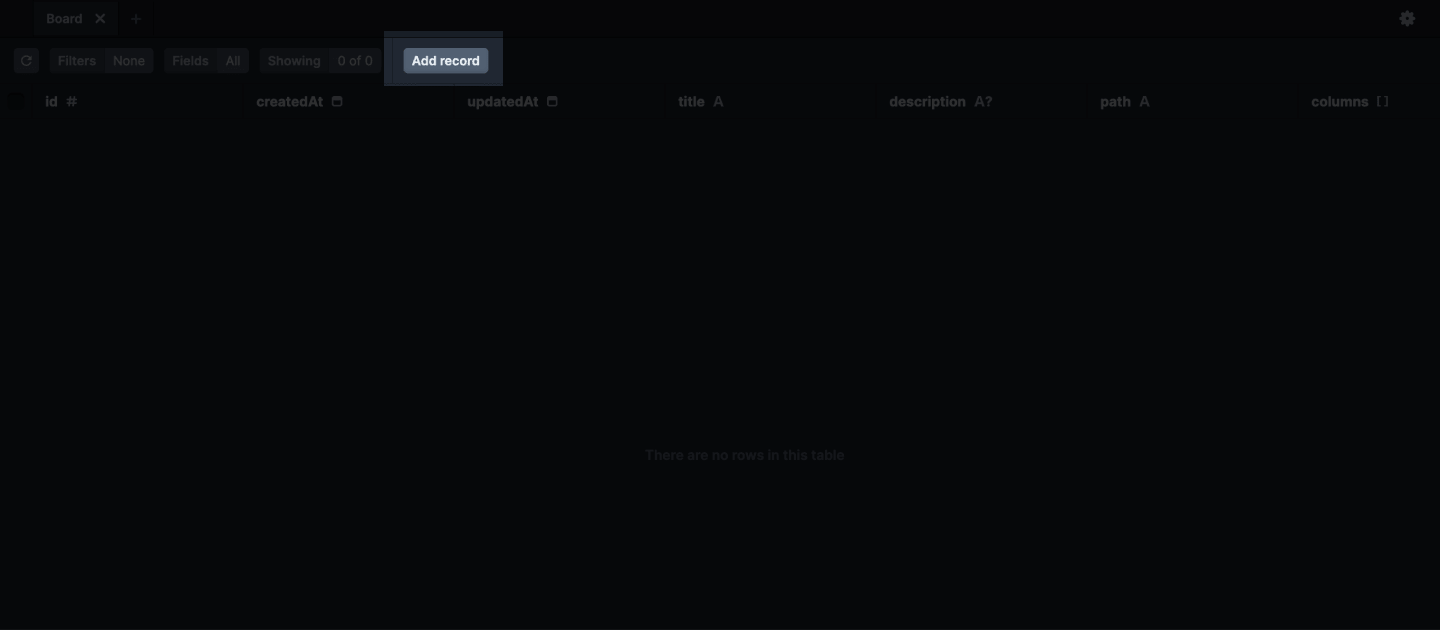 Board
Filters None Fields All Showing 0 of 0 Add record
id # createdAt updatedAt title A description A? path A columns []
There are no rows in this table